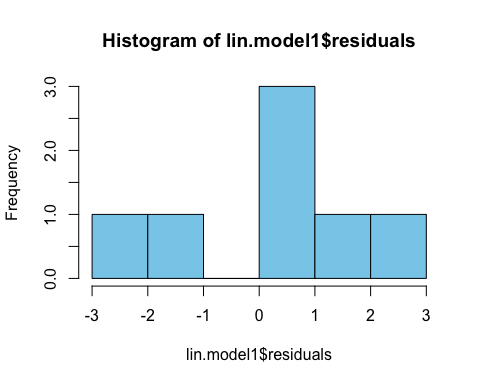 Histogram of lin.model1$residuals
Frequency
3.0
2.0
1.0
0.0
-3 -2 -1 0 1 2 3
lin.model1$residuals